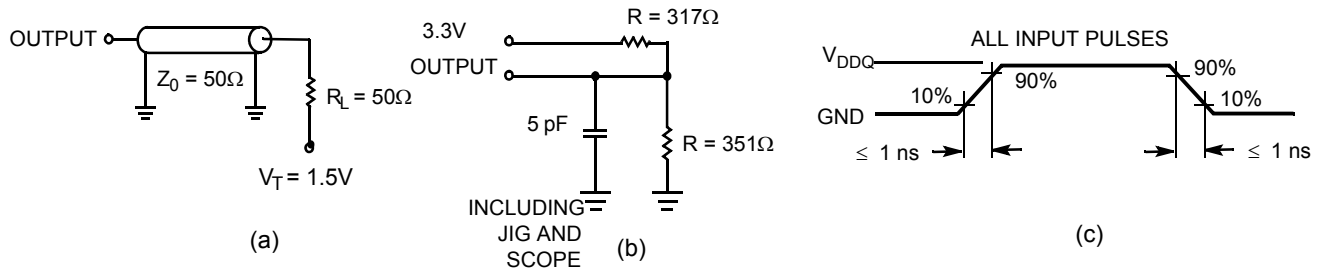 OUTPUT
Z0 = 50Ω
RL = 50Ω
VT = 1.5V
(a)
R = 317Ω
3.3V
OUTPUT
5 pF
R = 351Ω
INCLUDING
JIG AND
SCOPE
(b)
ALL INPUT PULSES
VDDQ
GND
10%
90%
90%
10%
≤ 1 ns
≤ 1 ns
(c)